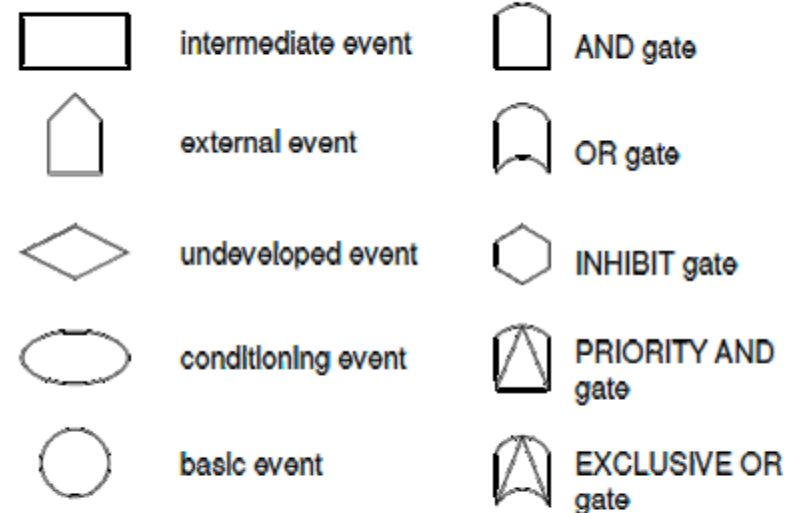 intermediate event
AND gate
external event
OR gate
undeveloped event
INHIBIT gate
conditioning event
PRIORITY AND
gate
basic event
EXCLUSIVE OR
gate